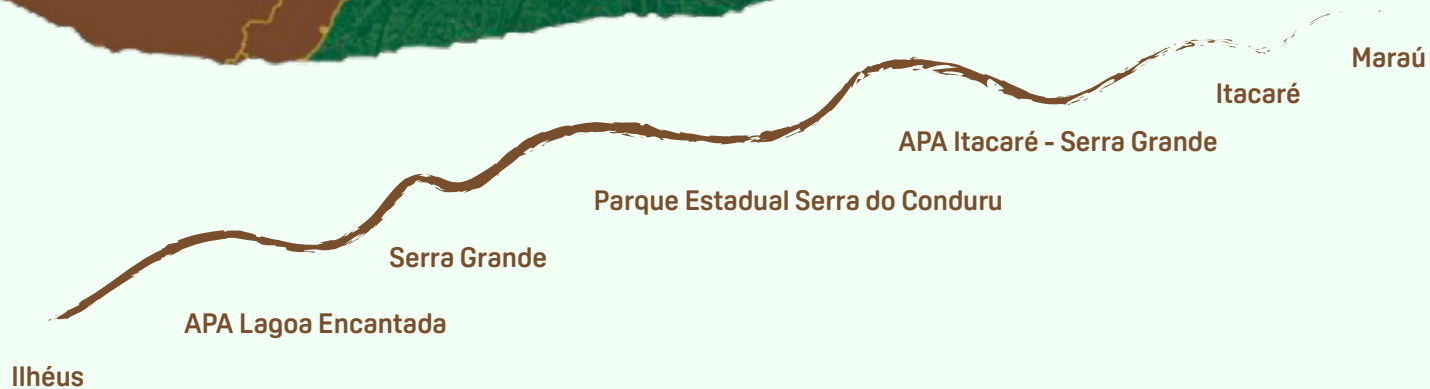 Maraú
Itacaré
APA Itacaré - Serra Grande
Parque Estadual Serra do Conduru
Serra Grande
APA Lagoa Encantada
Ilhéus